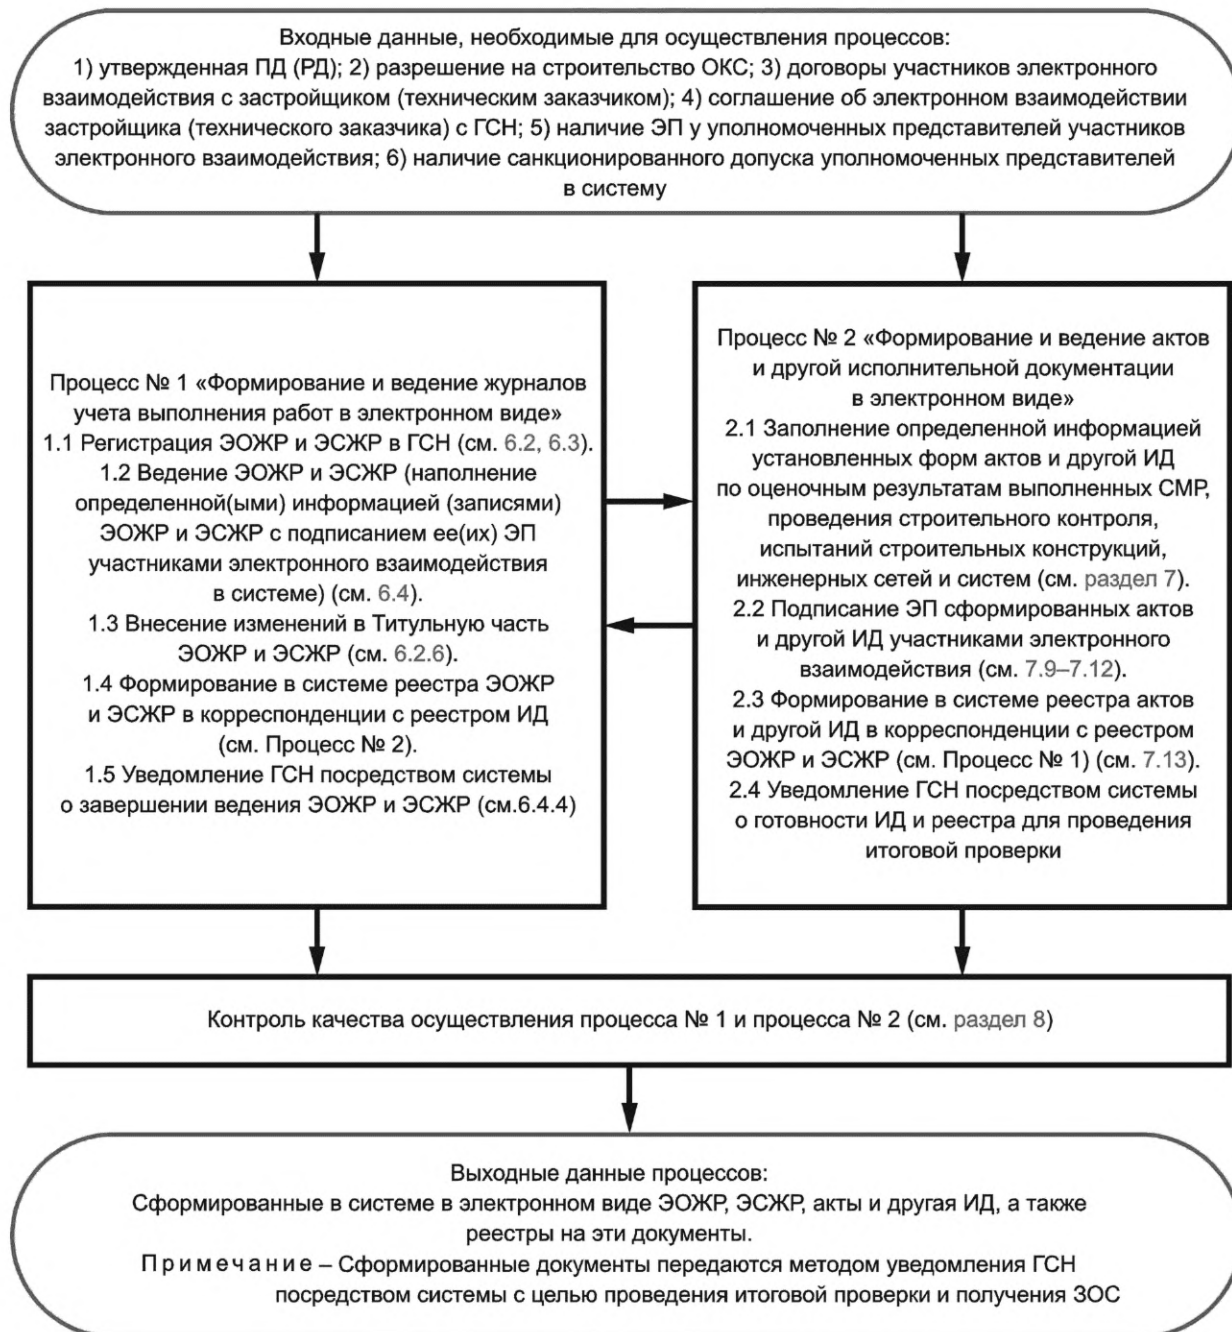 Входные данные, необходимые для осуществления процессов:
1) утвержденная ПД (РД); 2) разрешение на строительство ОКС; 3) договоры участников электронного
взаимодействия с застройщиком (техническим заказчиком); 4) соглашение об электронном взаимодействии
застройщика (технического заказчика) с ГСН; 5) наличие ЭП у уполномоченных представителей участников
электронного взаимодействия; 6) наличие санкционированного допуска уполномоченных представителей
в систему
Процесс № 1 «Формирование и ведение журналов
учета выполнения работ в электронном виде»
1.1 Регистрация ЭОЖР и ЭСЖР в ГСН (см. 6.2, 6.3).
1.2 Ведение ЭОЖР и ЭСЖР (наполнение
определенной(ыми) информацией (записями)
ЭОЖР и ЭСЖР с подписанием ее(их) ЭП
участниками электронного взаимодействия
в системе) (см. 6.4).
1.3 Внесение изменений в Титульную часть
ЭОЖР и ЭСЖР (см. 6.2.6).
1.4 Формирование в системе реестра ЭОЖР
и ЭСЖР в корреспонденции с реестром ИД
(см. Процесс № 2).
1.5 Уведомление ГСН посредством системы
о завершении ведения ЭОЖР и ЭСЖР (см.6.4.4)
Процесс № 2 «Формирование и ведение актов
и другой исполнительной документации
в электронном виде»
2.1 Заполнение определенной информацией
установленных форм актов и другой ИД
по оценочным результатам выполненных СМР,
проведения строительного контроля,
испытаний строительных конструкций,
инженерных сетей и систем (см. раздел 7).
2.2 Подписание ЭП сформированных актов
и другой ИД участниками электронного
взаимодействия (см. 7.9–7.12).
2.3 Формирование в системе реестра актов
и другой ИД в корреспонденции с реестром
ЭОЖР и ЭСЖР (см. Процесс № 1) (см. 7.13).
2.4 Уведомление ГСН посредством системы
о готовности ИД и реестра для проведения
итоговой проверки
Контроль качества осуществления процесса № 1 и процесса № 2 (см. раздел 8)
Выходные данные процессов:
Сформированные в системе в электронном виде ЭОЖР, ЭСЖР, акты и другая ИД, а также
реестры на эти документы.
Примечание – Сформированные документы передаются методом уведомления ГСН
посредством системы с целью проведения итоговой проверки и получения ЗОС